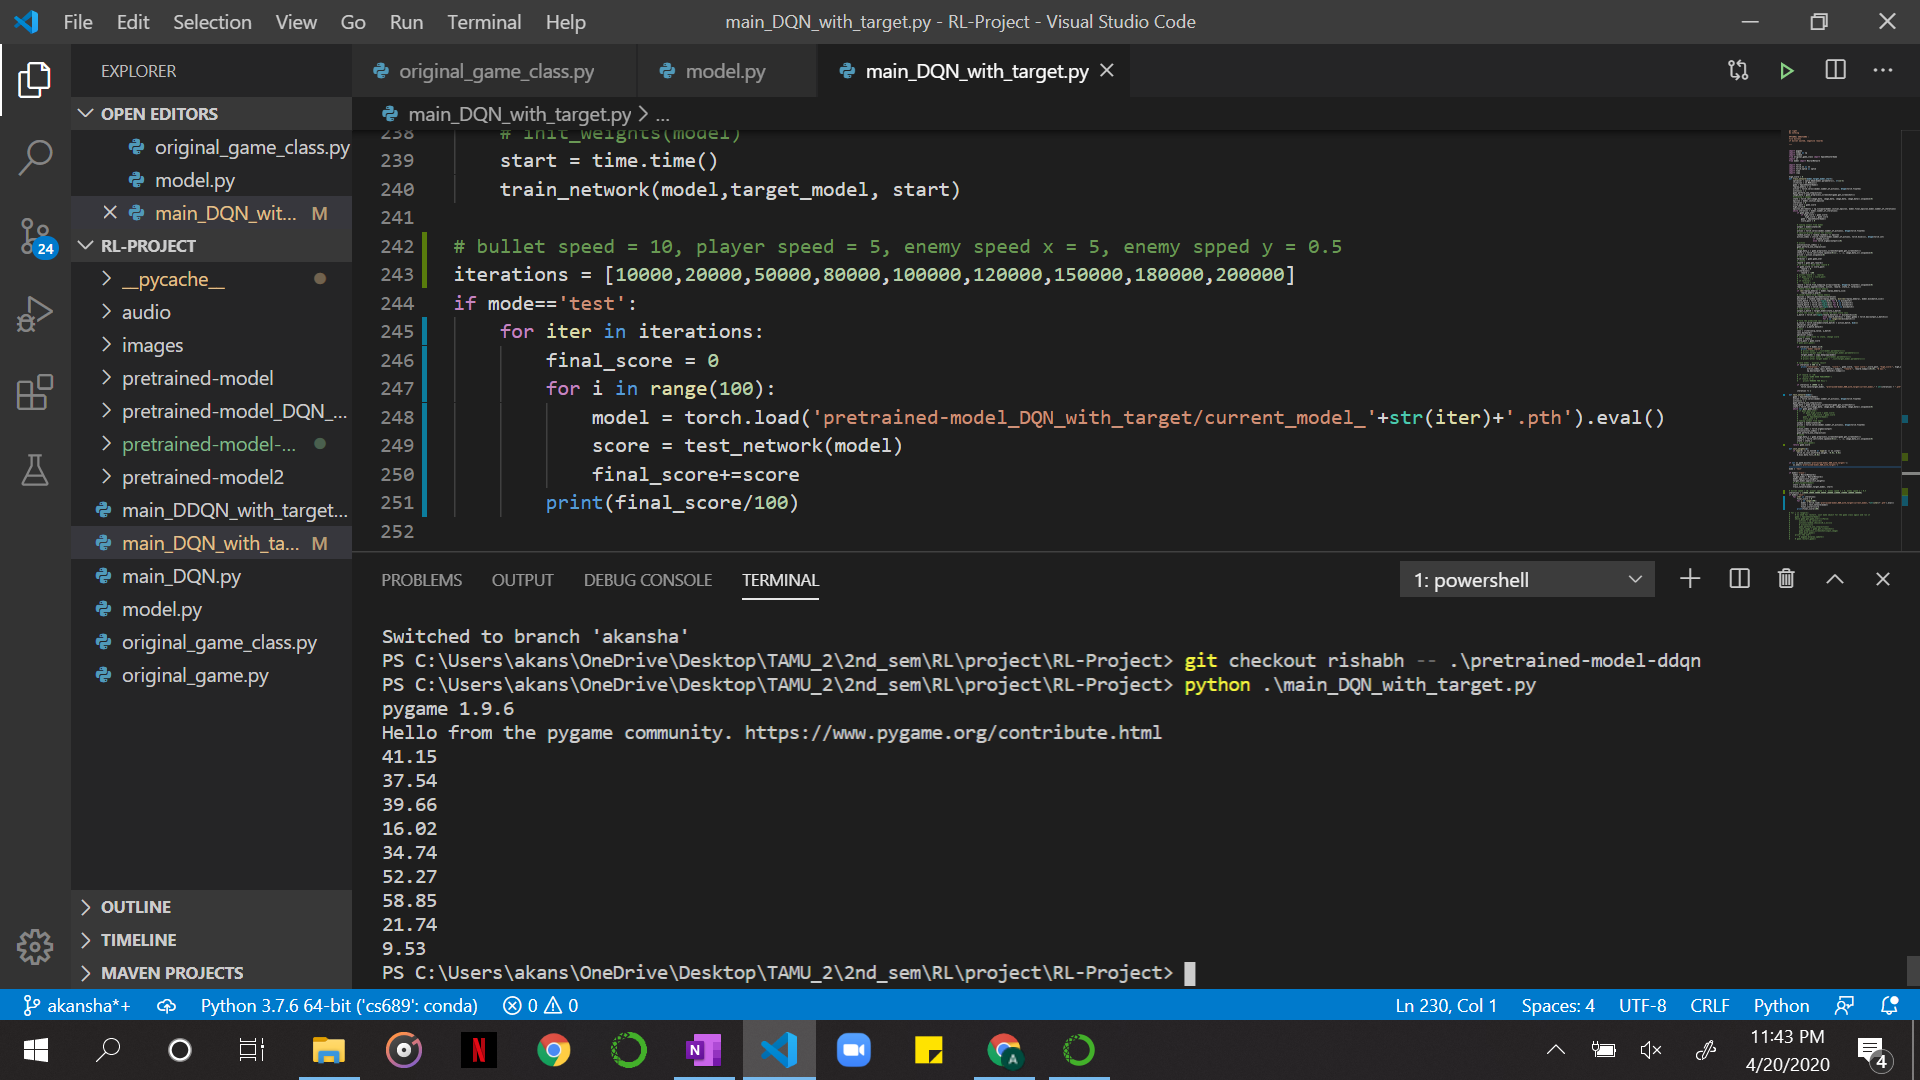 File Edit Selection View Go Run Terminal Help
main_DQN_with_target.py - RL-Project - Visual Studio Code
EXPLORER
original_game_class.py
model.py
main_DQN_with_target.py
OPEN EDITORS
main_DQN_with_target.py > ...
original_game_class.py
model.py
main_DQN_wit... M
RL-PROJECT
__pycache__
audio
images
pretrained-model
pretrained-model_DQN_...
pretrained-model-...
pretrained-model2
main_DDQN_with_target...
main_DQN_with_ta... M
main_DQN.py
model.py
original_game_class.py
original_game.py
OUTLINE
TIMELINE
MAVEN PROJECTS
24
238 # init_weights(model)
239 start = time.time()
240 train_network(model,target_model, start)
241
242 # bullet speed = 10, player speed = 5, enemy speed x = 5, enemy spped y = 0.5
243 iterations = [10000,20000,50000,80000,100000,120000,150000,180000,200000]
244 if mode=='test':
245 for iter in iterations:
246 final_score = 0
247 for i in range(100):
248 model = torch.load('pretrained-model_DQN_with_target/current_model_'+str(iter)+'.pth').eval()
249 score = test_network(model)
250 final_score+=score
251 print(final_score/100)
252
PROBLEMS OUTPUT DEBUG CONSOLE TERMINAL
1: powershell
Switched to branch 'akansha'
PS C:\Users\akans\OneDrive\Desktop\TAMU_2\2nd_sem\RL\project\RL-Project> git checkout rishabh -- .\pretrained-model-ddqn
PS C:\Users\akans\OneDrive\Desktop\TAMU_2\2nd_sem\RL\project\RL-Project> python .\main_DQN_with_target.py
pygame 1.9.6
Hello from the pygame community. https://www.pygame.org/contribute.html
41.15
37.54
39.66
16.02
34.74
52.27
58.85
21.74
9.53
PS C:\Users\akans\OneDrive\Desktop\TAMU_2\2nd_sem\RL\project\RL-Project>
akansha*+
Python 3.7.6 64-bit ('cs689': conda)
0 0
Ln 230, Col 1
Spaces: 4
UTF-8
CRLF
Python
N
N
A
11:43 PM
4/20/2020
4